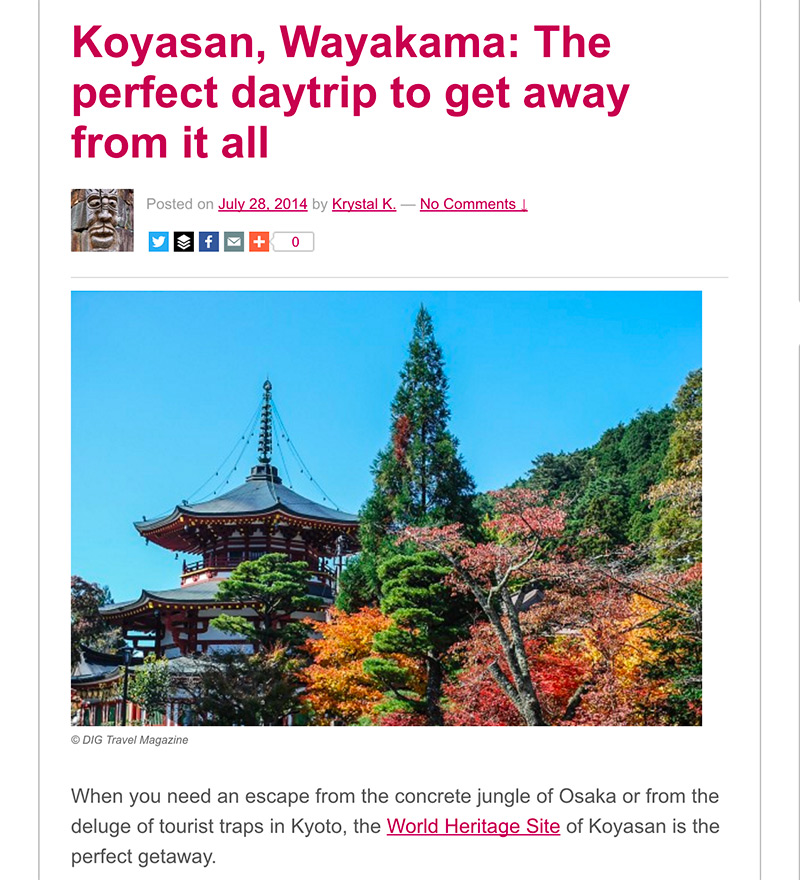 Koyasan, Wayakama: The
perfect daytrip to get away
from it all
Posted on July 28, 2014 by Krystal K. — No Comments ↓
0
© DIG Travel Magazine
When you need an escape from the concrete jungle of Osaka or from the
deluge of tourist traps in Kyoto, the World Heritage Site of Koyasan is the
perfect getaway.